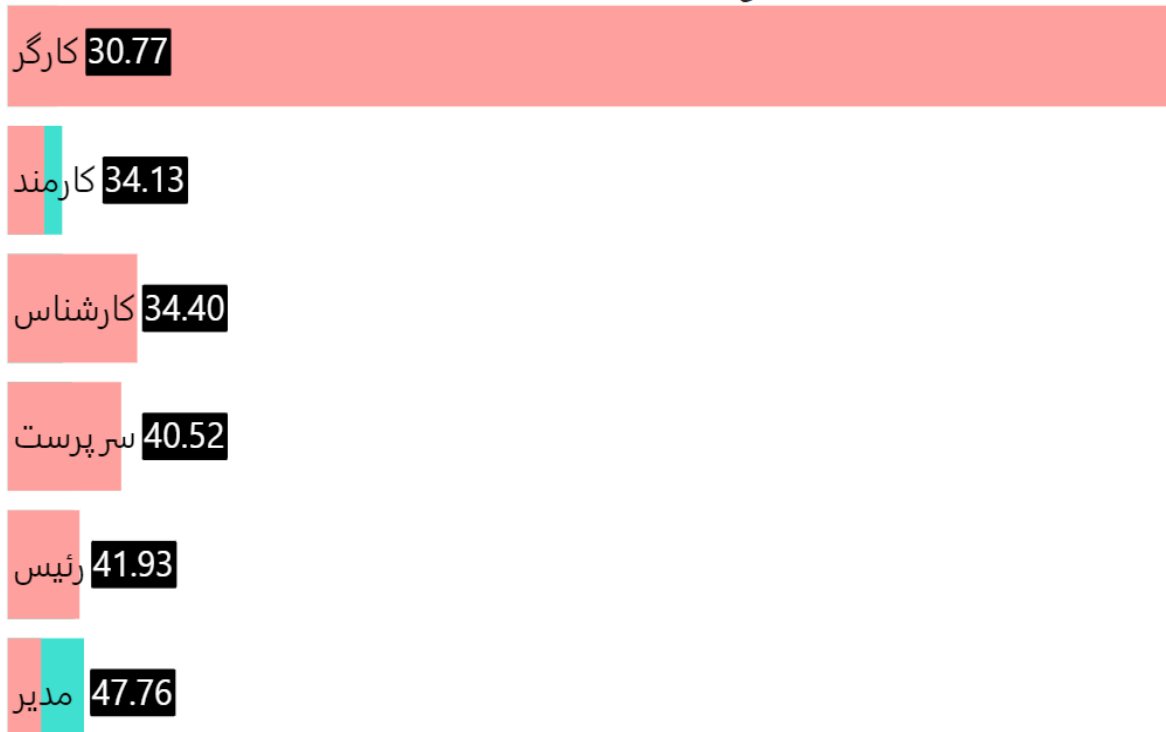 کارگر 30.77
کارمند 34.13
کارشناس 34.40
سرپرست 40.52
رئیس 41.93
مدیر 47.76